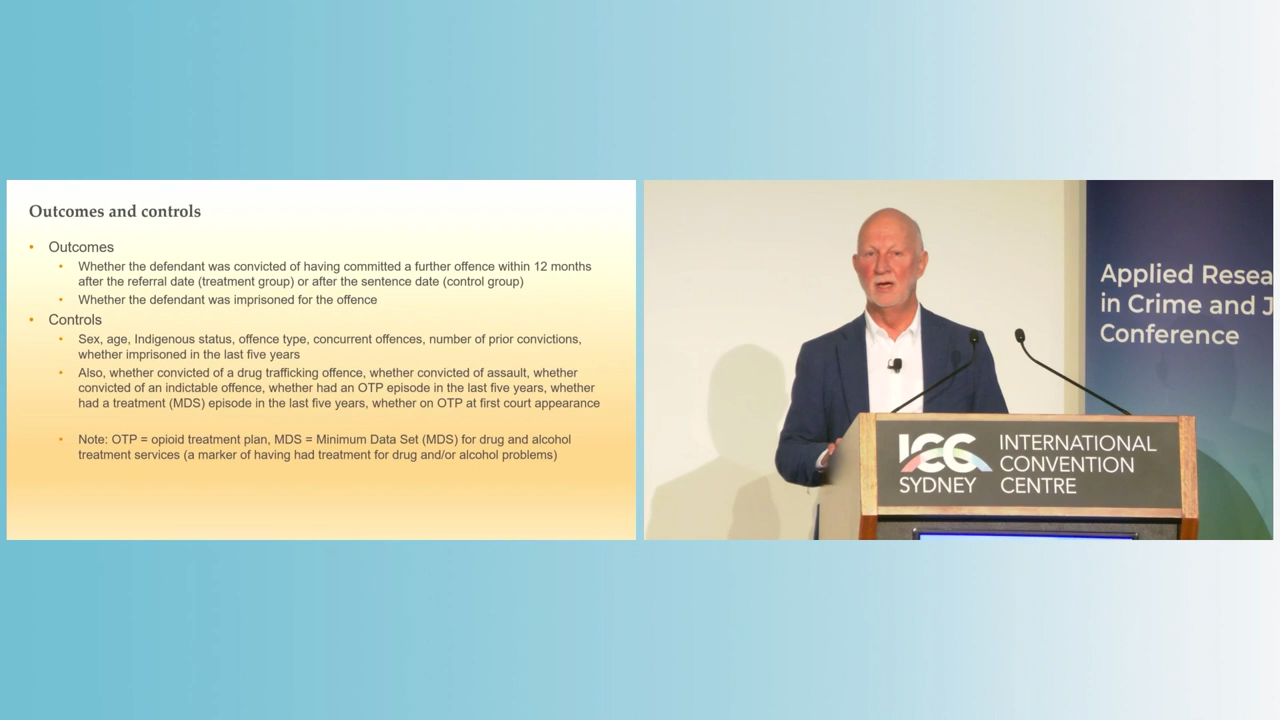 Outcomes and controls
• Outcomes
• Whether the defendant was convicted of having committed a further offence within 12 months
after the referral date (treatment group) or after the sentence date (control group)
• Whether the defendant was imprisoned for the offence
• Controls
• Sex, age, Indigenous status, offence type, concurrent offences, number of prior convictions,
whether imprisoned in the last five years
• Also, whether convicted of a drug trafficking offence, whether convicted of assault, whether
convicted of an indictable offence, whether had an OTP episode in the last five years, whether
had a treatment (MDS) episode in the last five years, whether on OTP at first court appearance
• Note: OTP = opioid treatment plan, MDS = Minimum Data Set (MDS) for drug and alcohol
treatment services (a marker of having had treatment for drug and/or alcohol problems)
Applied Resea
in Crime and J
Conference
ICC
SYDNEY
INTERNATIONAL
CONVENTION
CENTRE